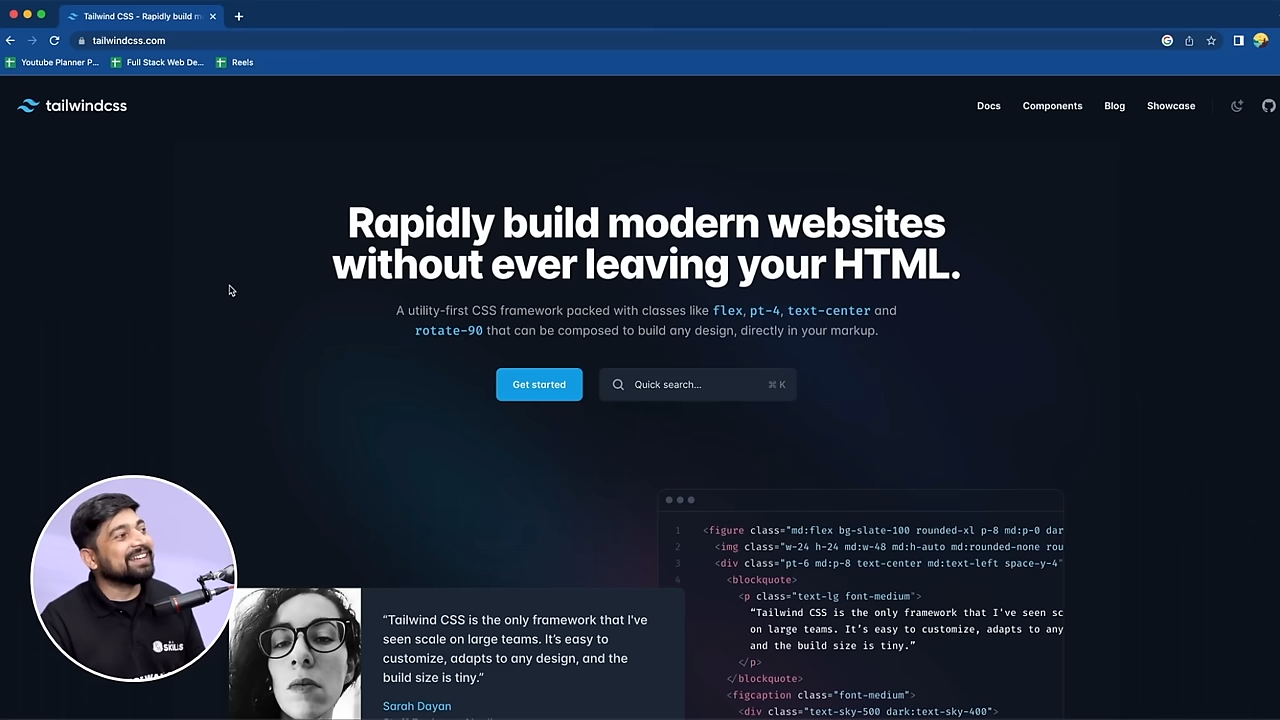 Tailwind CSS - Rapidly build m
tailwindcss.com
Youtube Planner P...
Full Stack Web De...
Reels
tailwindcss
Docs
Components
Blog
Showcase
Rapidly build modern websites
without ever leaving your HTML.
A utility-first CSS framework packed with classes like flex, pt-4, text-center and
rotate-90 that can be composed to build any design, directly in your markup.
Get started
Quick search...
⌘ K
1 <figure class="md:flex bg-slate-100 rounded-xl p-8 md:p-0 dar
2 <img class="w-24 h-24 md:w-48 md:h-auto md:rounded-none rou
3 <div class="pt-6 md:p-8 text-center md:text-left space-y-4"
4 <blockquote>
<p class="text-lg font-medium">
“Tailwind CSS is the only framework that I've seen sc
on large teams. It’s easy to customize, adapts to any
and the build size is tiny.”
</p>
</blockquote>
<figcaption class="font-medium">
<div class="text-sky-500 dark:text-sky-400">
“Tailwind CSS is the only framework that I've
seen scale on large teams. It’s easy to
customize, adapts to any design, and the
build size is tiny.”
Sarah Dayan
SKILLS